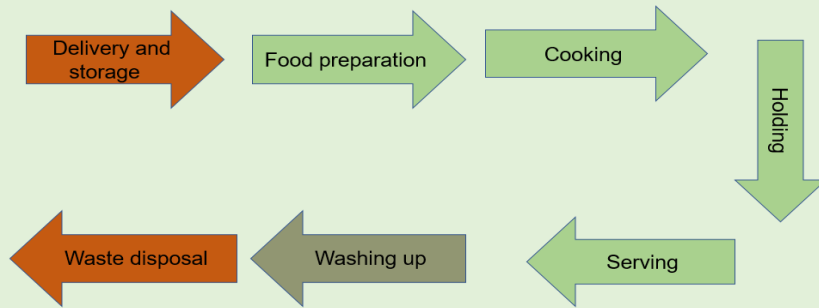 Delivery and
storage
Food preparation
Cooking
Holding
Serving
Washing up
Waste disposal